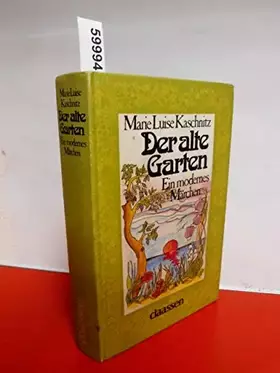 59994
Marie Luise
Kaschnitz
Der alte
Garten
Ein modernes
Märchen
Marie Luise Kaschnitz
Der alte
Garten
Ein modernes
Märchen
claassen